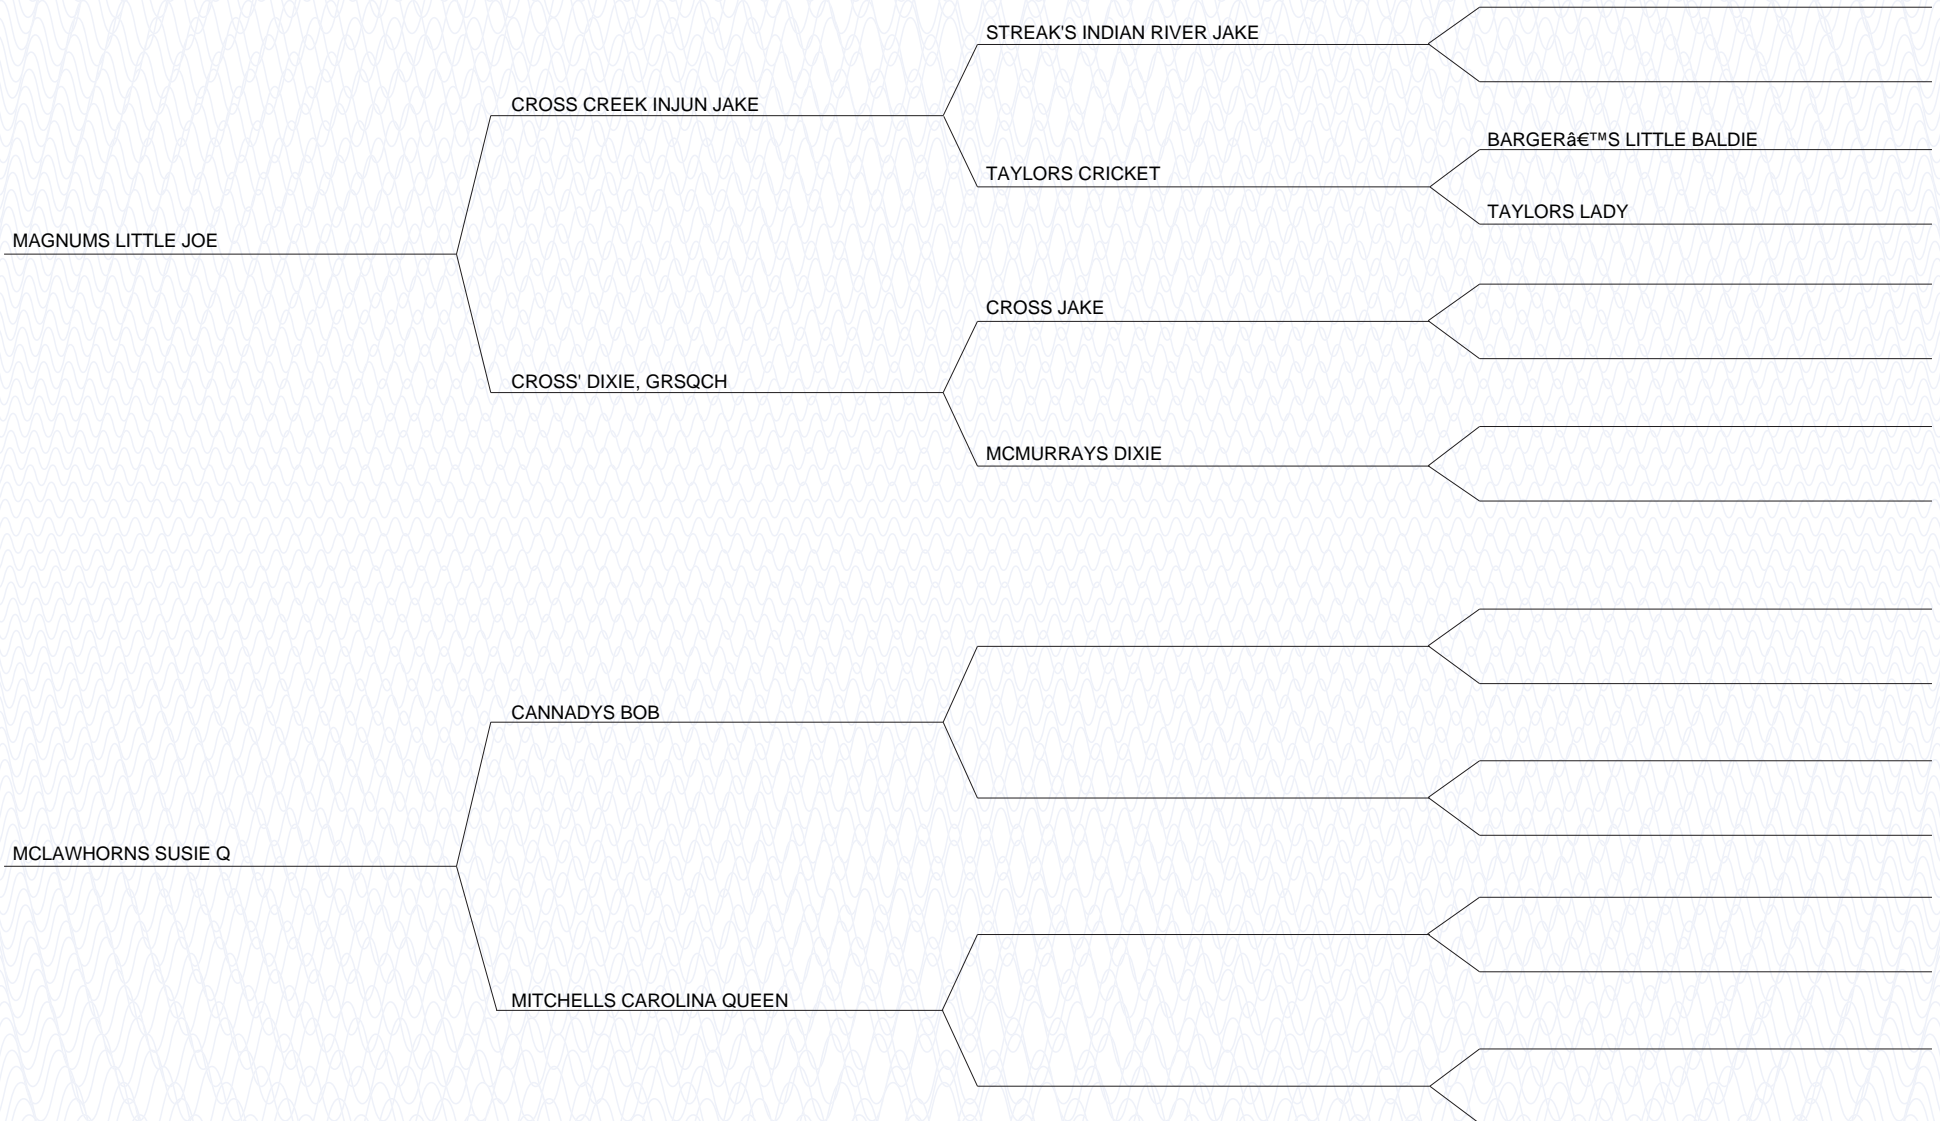 STREAK'S INDIAN RIVER JAKE
CROSS CREEK INJUN JAKE
BARGERâ€™S LITTLE BALDIE
TAYLORS CRICKET
TAYLORS LADY
MAGNUMS LITTLE JOE
CROSS JAKE
CROSS' DIXIE, GRSQCH
MCMURRAYS DIXIE
CANNADYS BOB
MCLAWHORNS SUSIE Q
MITCHELLS CAROLINA QUEEN